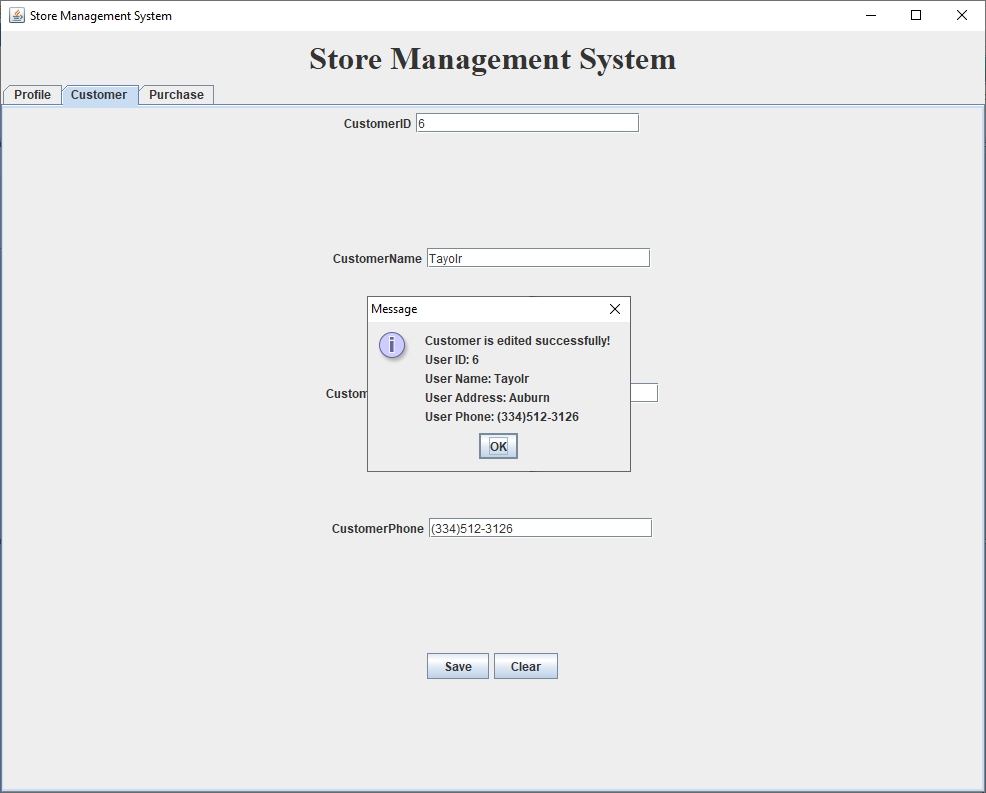 Store Management System
Store Management System
Profile Customer Purchase
CustomerID 6
CustomerName Tayolr
Message
Customer is edited successfully!
User ID: 6
User Name: Tayolr
User Address: Auburn
User Phone: (334)512-3126
OK
Custom
CustomerPhone (334)512-3126
Save Clear